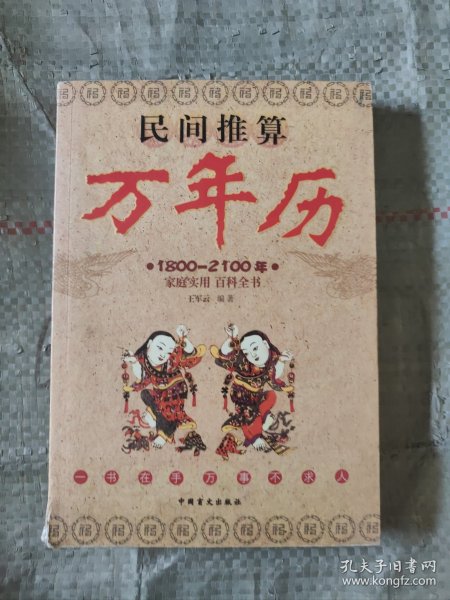 民间推算
万年历
·1800-2100年·
家庭实用 百科全书
王军云 编著
一书在手万事不求人
中国盲文出版社
孔夫子旧书网
www.kongfz.com